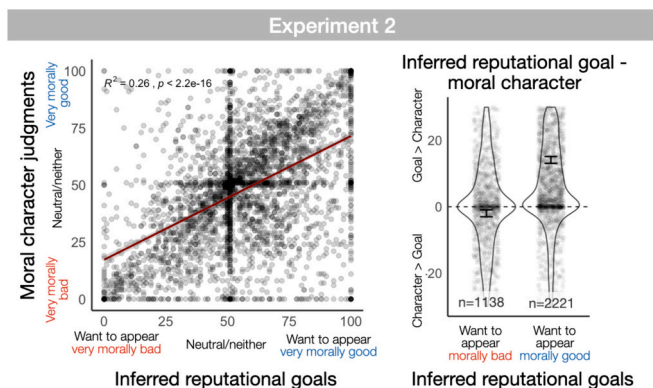 Experiment 2
Moral character judgments
Very morally
good
Neutral/neither
Very morally
bad
100
75
50
25
0
R² = 0.26 , p < 2.2e-16
0
25
50
75
100
Want to appear
very morally bad
Neutral/neither
Want to appear
very morally good
Inferred reputational goals
Inferred reputational goal -
moral character
Goal > Character
Character > Goal
20
0
-20
n=1138
n=2221
Want to
appear
morally bad
Want to
appear
morally good
Inferred reputational goals